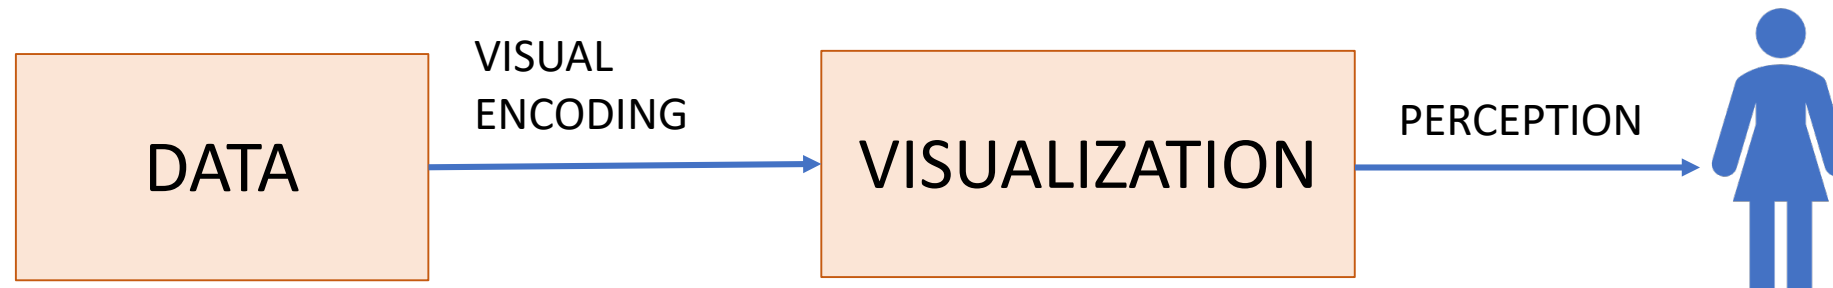 DATA
VISUAL
ENCODING
VISUALIZATION
PERCEPTION